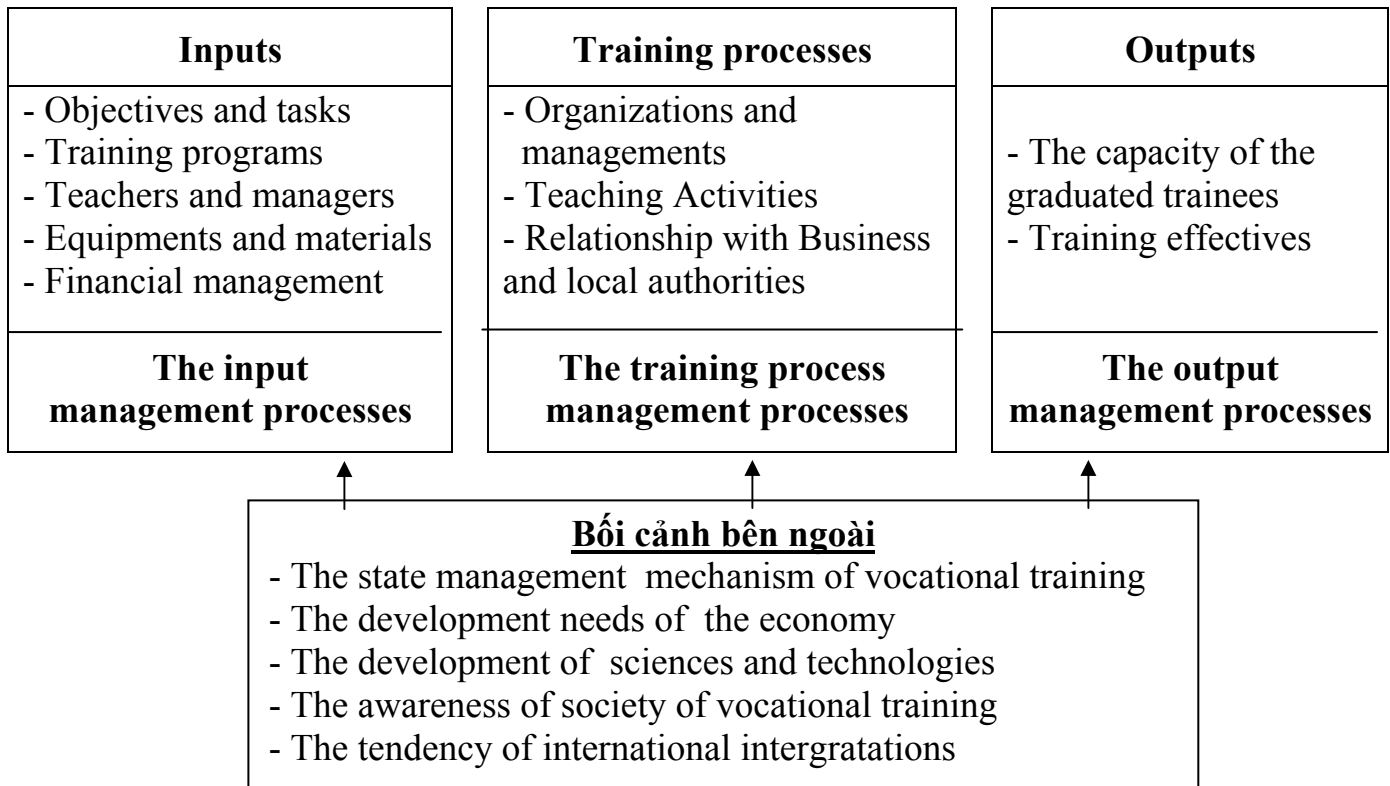 Inputs
- Objectives and tasks
- Training programs
- Teachers and managers
- Equipments and materials
- Financial management
The input
management processes
Training processes
- Organizations and
managements
- Teaching Activities
- Relationship with Business
and local authorities
The training process
management processes
Outputs
- The capacity of the
graduated trainees
- Training effectives
The output
management processes
Bối cảnh bên ngoài
- The state management mechanism of vocational training
- The development needs of the economy
- The development of sciences and technologies
- The awareness of society of vocational training
- The tendency of international intergratations